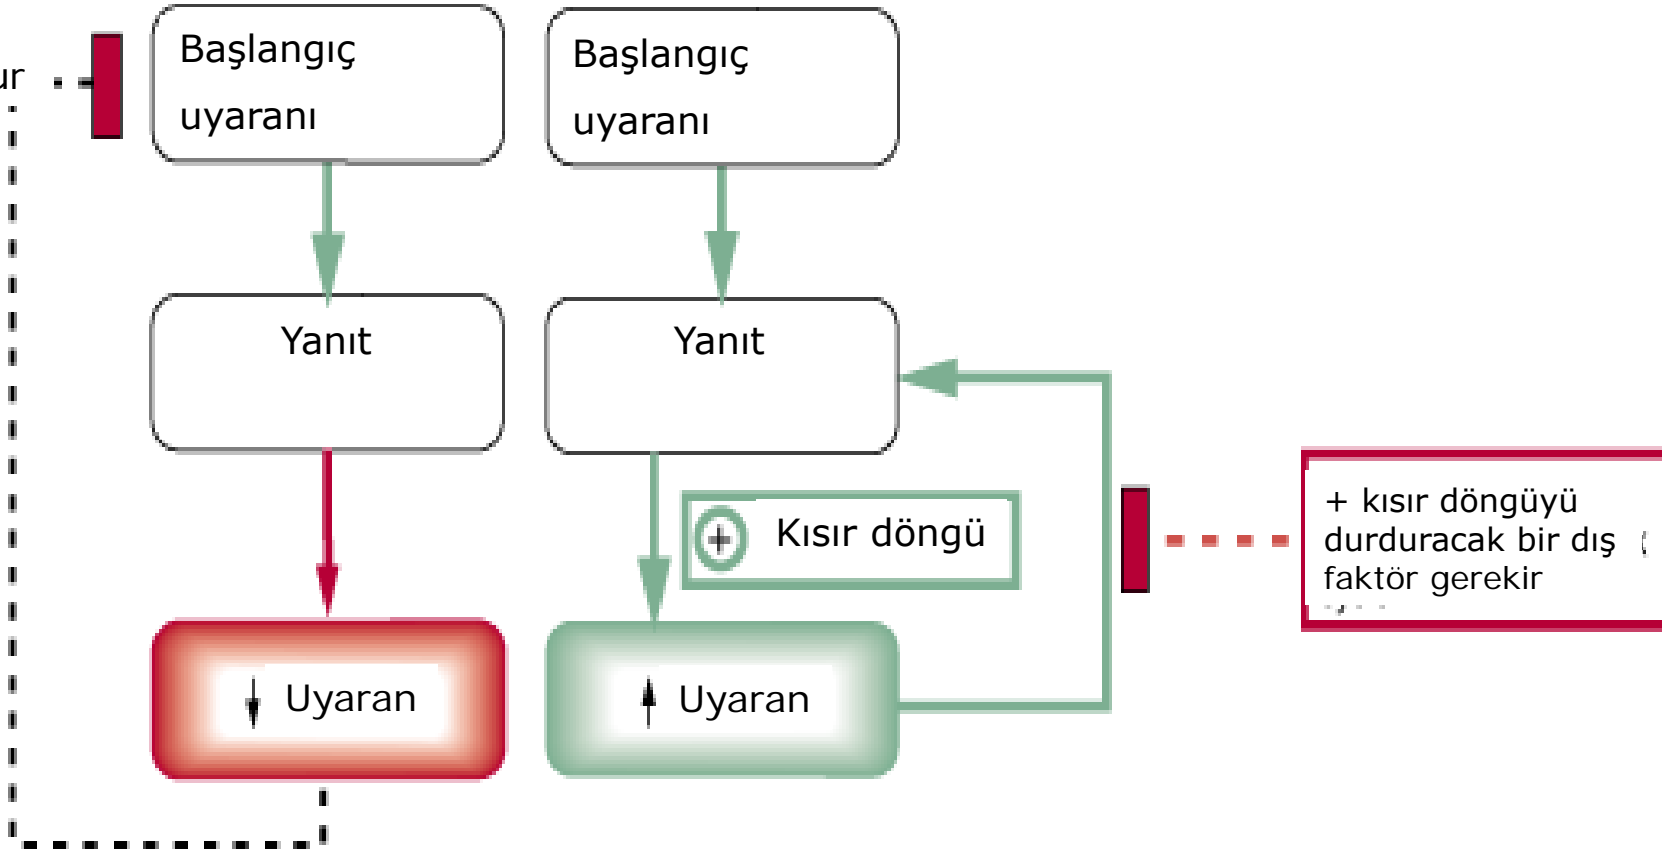 Başlangıç
uyaranı
Yanıt
↓ Uyaran
Başlangıç
uyaranı
Yanıt
+ Kısır döngü
↑ Uyaran
+ kısır döngüyü
durduracak bir dış
faktör gerekir